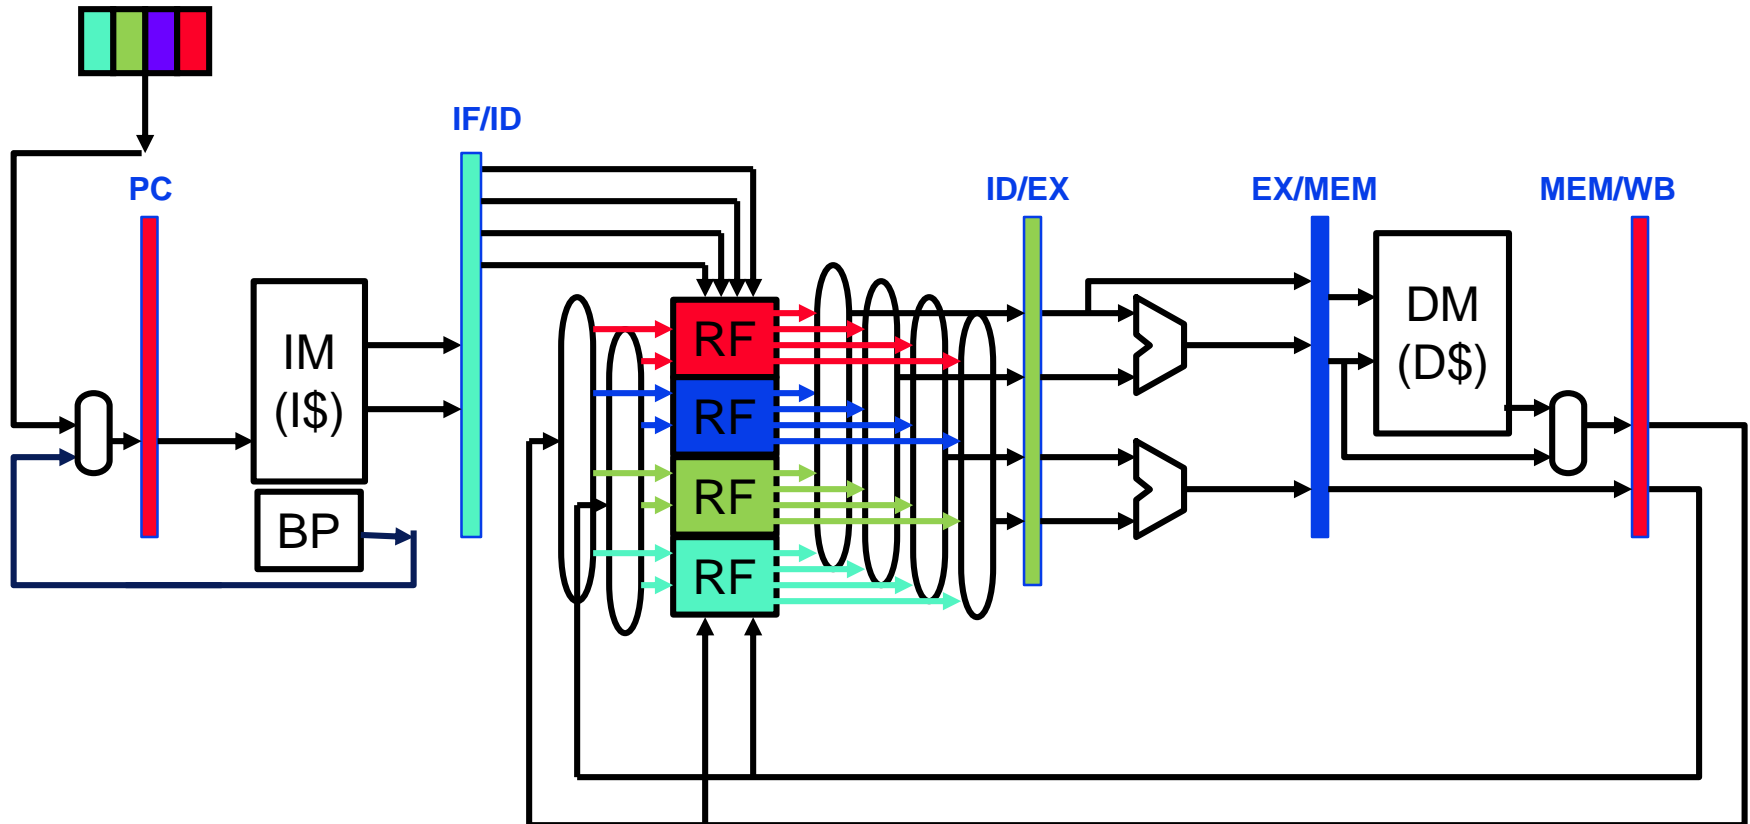 IF/ID
PC
ID/EX
EX/MEM
MEM/WB
IM
(I$)
BP
RF
RF
RF
RF
DM
(D$)